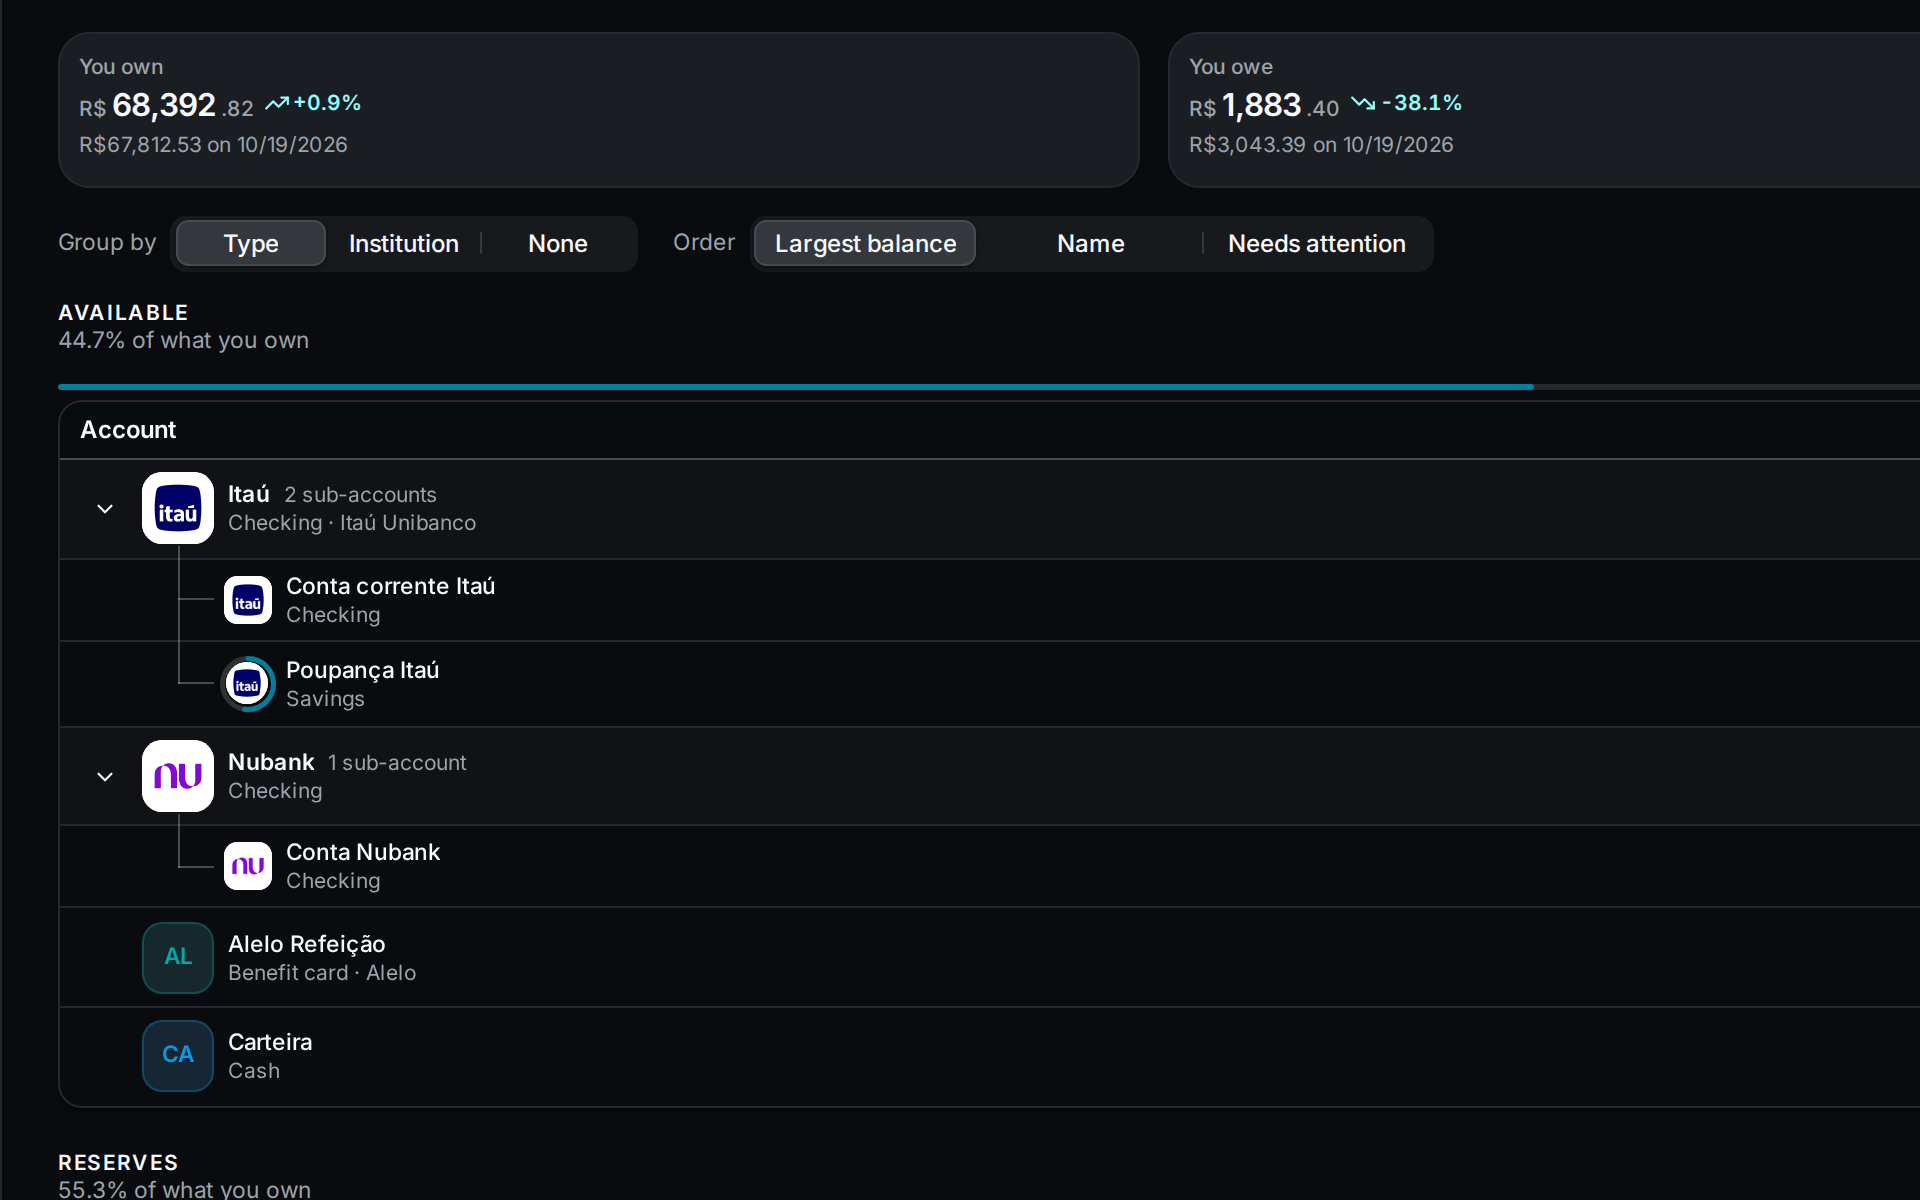 You own
R$ 68,392.82 +0.9%
R$67,812.53 on 10/19/2026
You owe
R$ 1,883.40 -38.1%
R$3,043.39 on 10/19/2026
Group by Type Institution None Order Largest balance Name Needs attention
AVAILABLE
44.7% of what you own
Account
itaú Itaú 2 sub-accounts
Checking · Itaú Unibanco
itaú Conta corrente Itaú
Checking
itaú Poupança Itaú
Savings
nu Nubank 1 sub-account
Checking
nu Conta Nubank
Checking
AL Alelo Refeição
Benefit card · Alelo
CA Carteira
Cash
RESERVES
55.3% of what you own